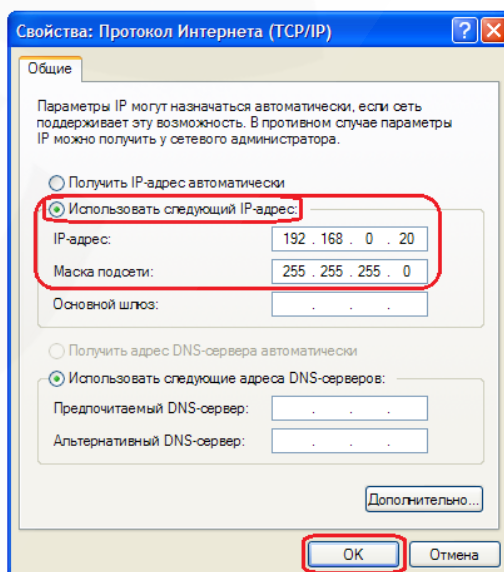 Свойства: Протокол Интернета (TCP/IP)
Общие
Параметры IP могут назначаться автоматически, если сеть
поддерживает эту возможность. В противном случае параметры
IP можно получить у сетевого администратора.
Получить IP-адрес автоматически
Использовать следующий IP-адрес:
IP-адрес: 192 . 168 . 0 . 20
Маска подсети: 255 . 255 . 255 . 0
Основной шлюз: . . .
Получить адрес DNS-сервера автоматически
Использовать следующие адреса DNS-серверов:
Предпочитаемый DNS-сервер: . . .
Альтернативный DNS-сервер: . . .
Дополнительно...
OK Отмена